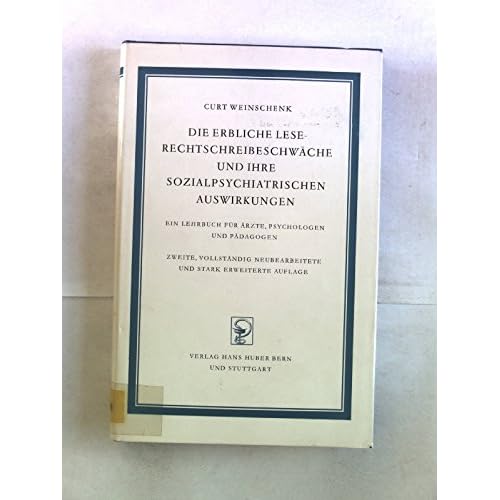 CURT WEINSCHENK
DIE ERBLICHE LESE-
RECHTSCHREIBESCHWÄCHE
UND IHRE
SOZIALPSYCHIATRISCHEN
AUSWIRKUNGEN
EIN LEHRBUCH FÜR ÄRZTE, PSYCHOLOGEN
UND PÄDAGOGEN
ZWEITE, VOLLSTÄNDIG NEUBEARBEITETE
UND STARK ERWEITERTE AUFLAGE
VERLAG HANS HUBER BERN
UND STUTTGART